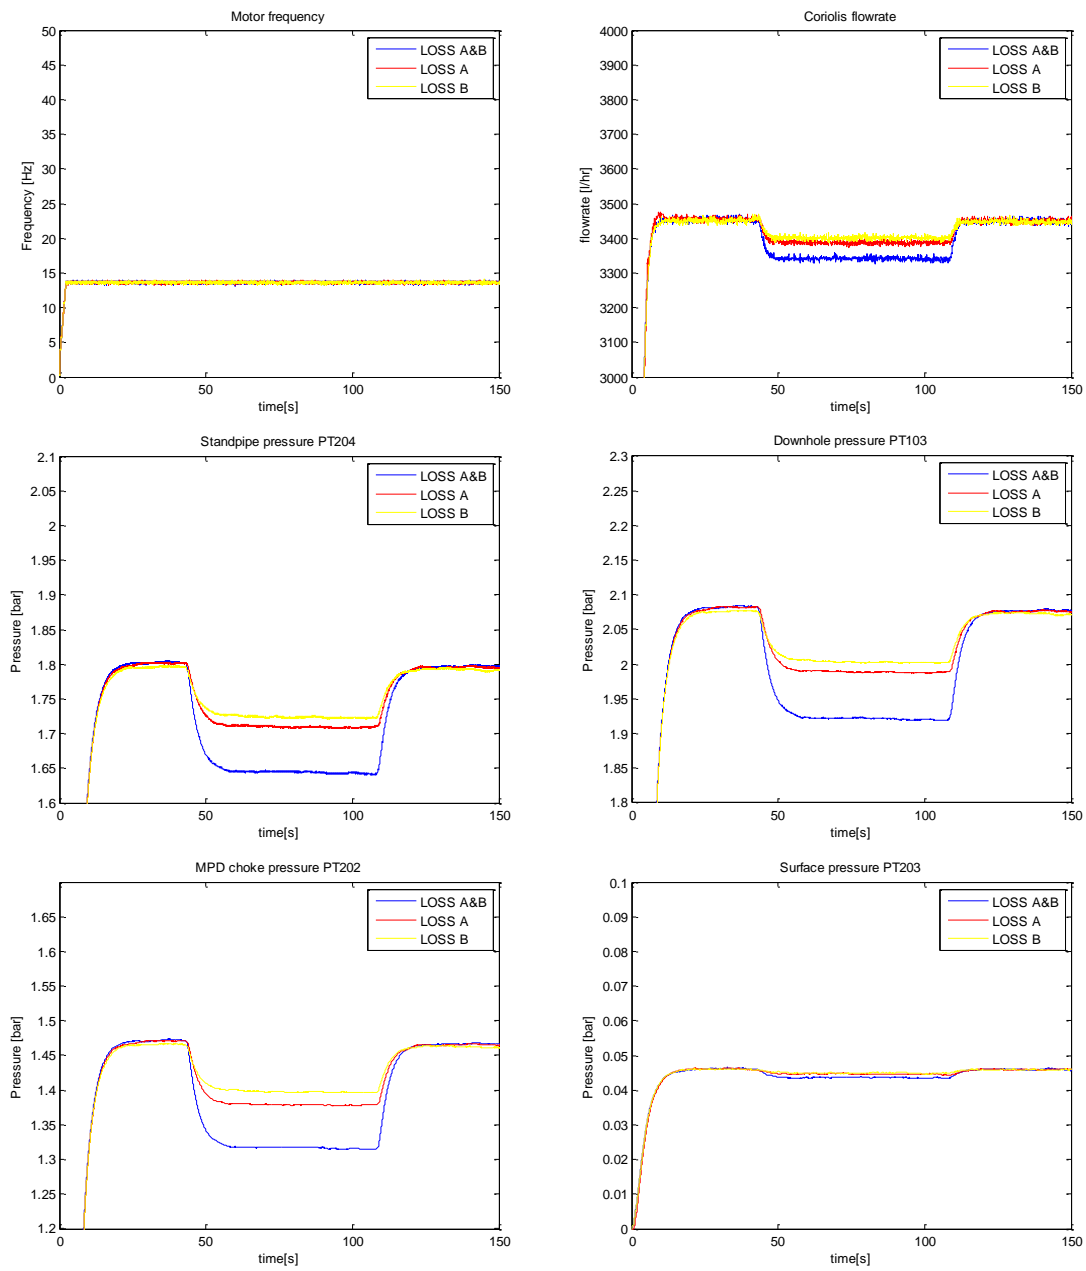 Motor frequency
50
45
40
35
30
25
20
15
10
5
0
Frequency [Hz]
LOSS A&B
LOSS A
LOSS B
0 50 100 150
time[s]
Coriolis flowrate
4000
3900
3800
3700
3600
3500
3400
3300
3200
3100
3000
flowrate [l/hr]
LOSS A&B
LOSS A
LOSS B
0 50 100 150
time[s]
Standpipe pressure PT204
2.1
2.05
2
1.95
1.9
1.85
1.8
1.75
1.7
1.65
1.6
Pressure [bar]
LOSS A&B
LOSS A
LOSS B
0 50 100 150
time[s]
Downhole pressure PT103
2.3
2.25
2.2
2.15
2.1
2.05
2
1.95
1.9
1.85
1.8
Pressure [bar]
LOSS A&B
LOSS A
LOSS B
0 50 100 150
time[s]
MPD choke pressure PT202
1.65
1.6
1.55
1.5
1.45
1.4
1.35
1.3
1.25
1.2
Pressure [bar]
LOSS A&B
LOSS A
LOSS B
0 50 100 150
time[s]
Surface pressure PT203
0.1
0.09
0.08
0.07
0.06
0.05
0.04
0.03
0.02
0.01
0
Pressure [bar]
LOSS A&B
LOSS A
LOSS B
0 50 100 150
time[s]